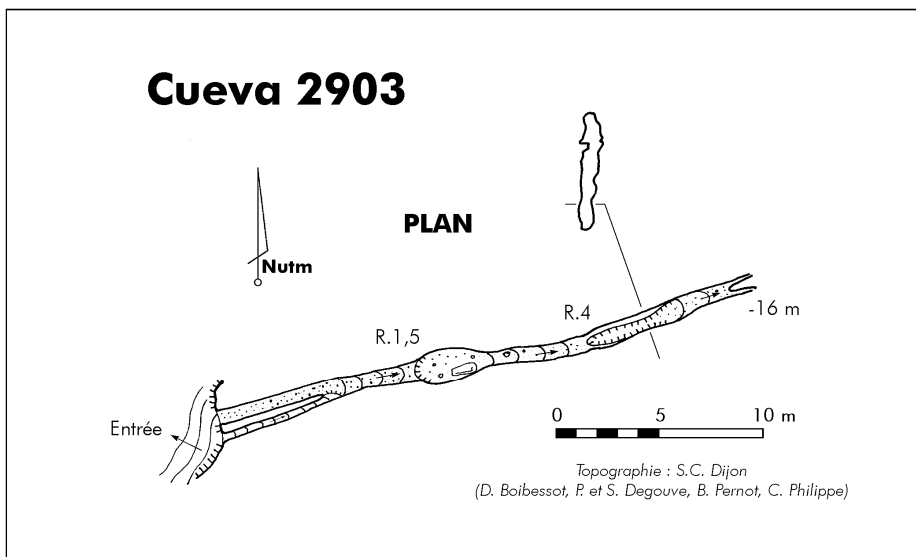 Cueva 2903
PLAN
Nutm
R.1,5
R.4
-16 m
Entrée
0 5 10 m
Topographie : S.C. Dijon
(D. Boibessot, P. et S. Degouve, B. Pernot, C. Philippe)